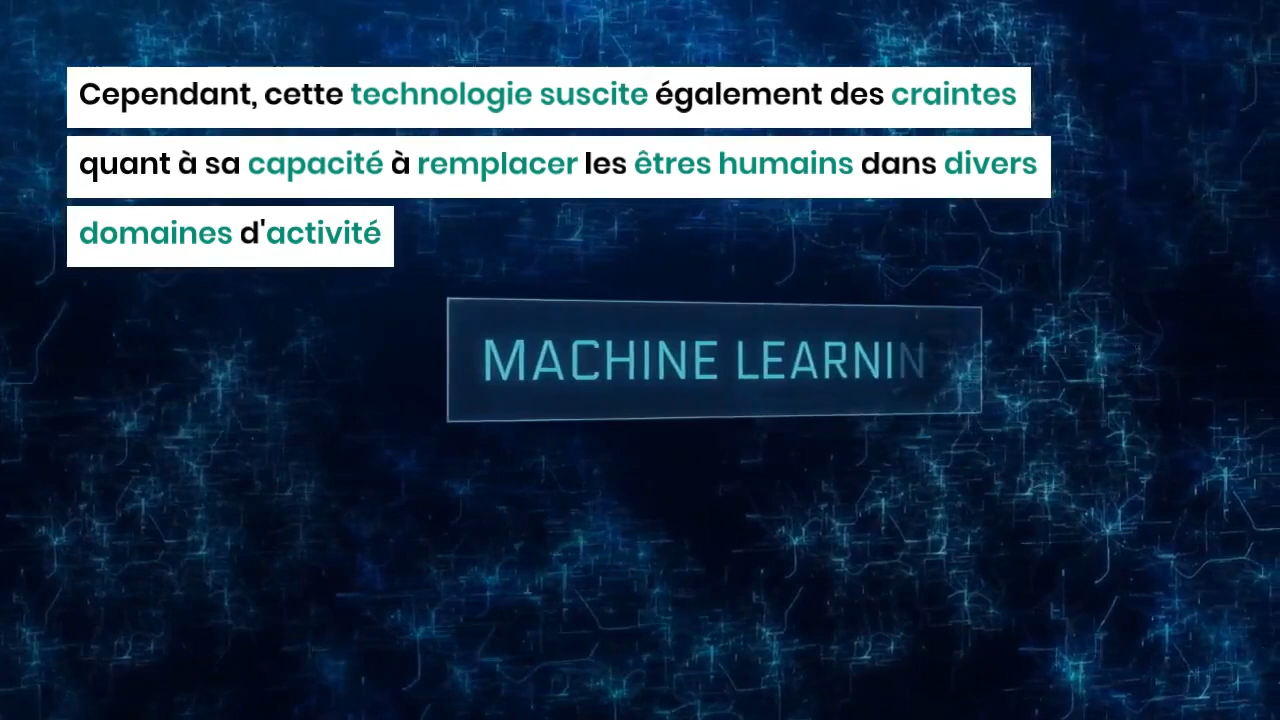 Cependant, cette technologie suscite également des craintes
quant à sa capacité à remplacer les êtres humains dans divers
domaines d'activité
MACHINE LEARNIN